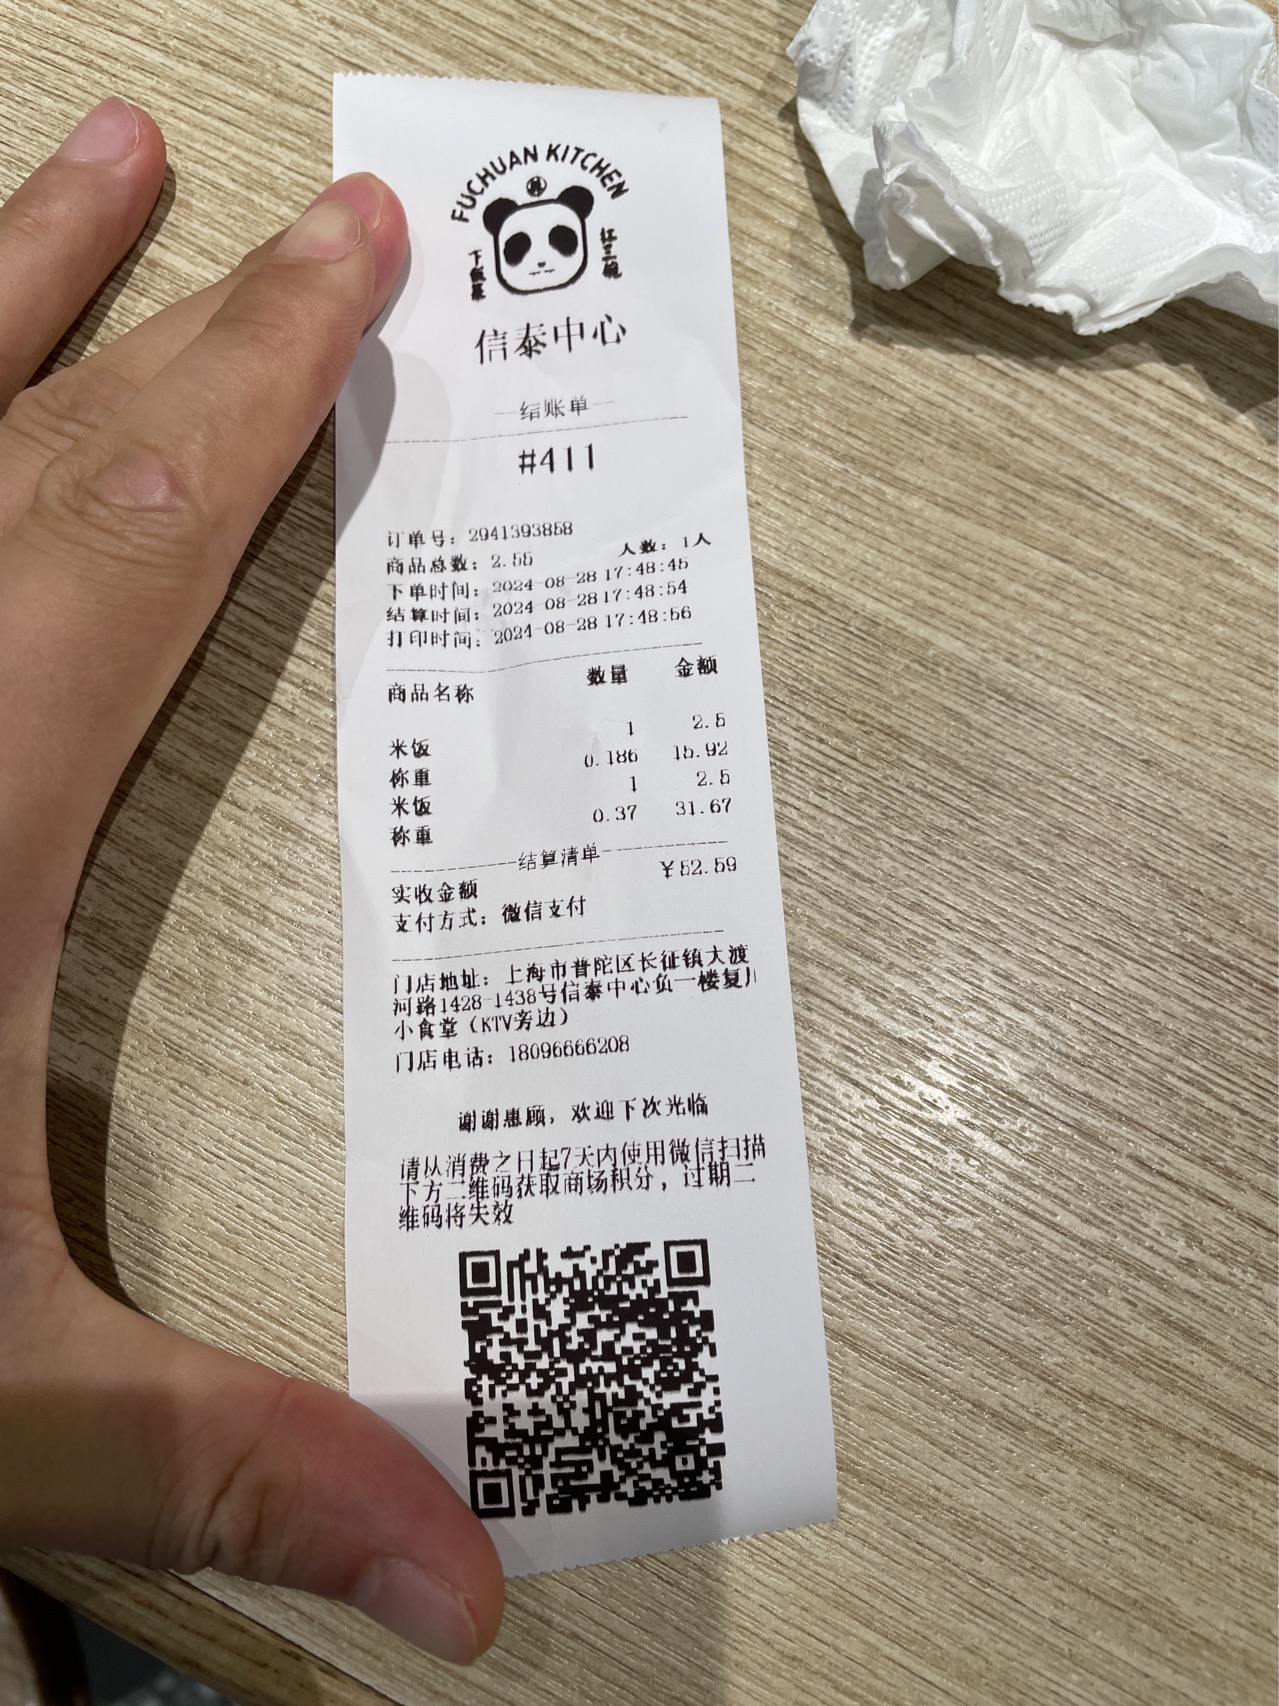 FUCHUAN KITCHEN
下饭菜
红三碗
信泰中心
结账单
#411
订单号：2941393858
商品总数：2.55 人数：1人
下单时间：2024-08-28 17:48:45
结算时间：2024-08-28 17:48:54
打印时间：2024-08-28 17:48:56
商品名称 数量 金额
米饭 1 2.5
称重 0.186 15.92
米饭 1 2.5
称重 0.37 31.67
结算清单
实收金额 ￥52.59
支付方式：微信支付
门店地址：上海市普陀区长征镇大渡
河路1428-1438号信泰中心负一楼复川
小食堂（KTV旁边）
门店电话：18096666208
谢谢惠顾，欢迎下次光临
请从消费之日起7天内使用微信扫描
下方二维码获取商场积分，过期二
维码将失效